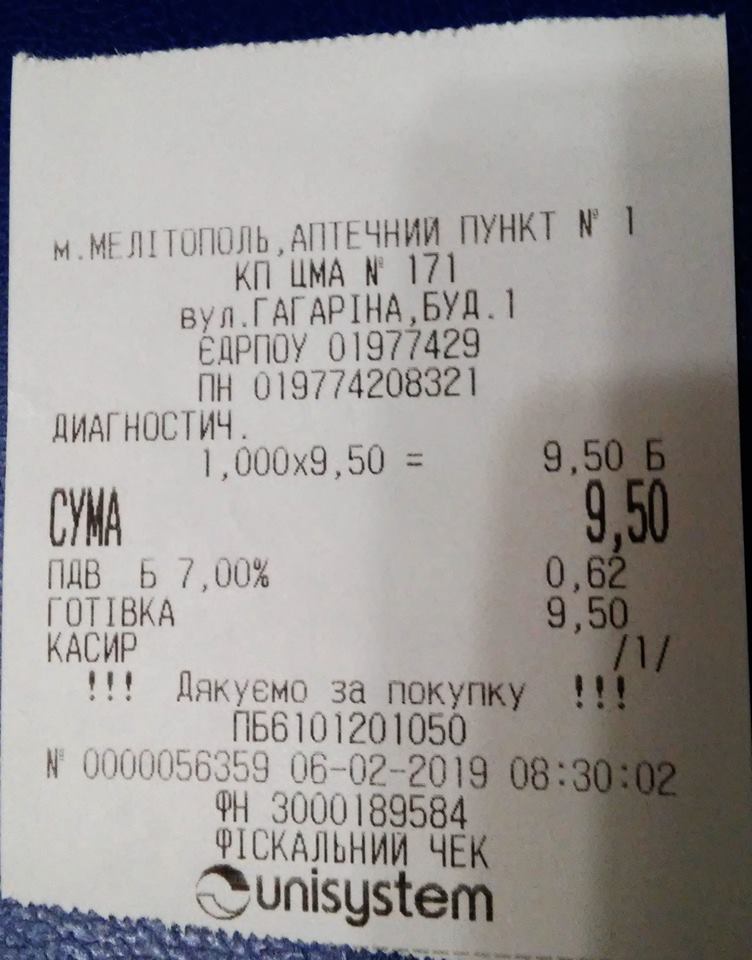 м.МЕЛІТОПОЛЬ,АПТЕЧНИЙ ПУНКТ № 1
КП ЦМА № 171
вул.ГАГАРІНА,БУД.1
ЄДРПОУ 01977429
ПН 019774208321
ДИАГНОСТИЧ.
1,000x9,50 = 9,50 Б
СУМА 9,50
ПДВ Б 7,00% 0,62
ГОТІВКА 9,50
КАСИР /1/
!!! Дякуємо за покупку !!!
ПБ6101201050
№ 0000056359 06-02-2019 08:30:02
ФН 3000189584
ФІСКАЛЬНИЙ ЧЕК
unisystem